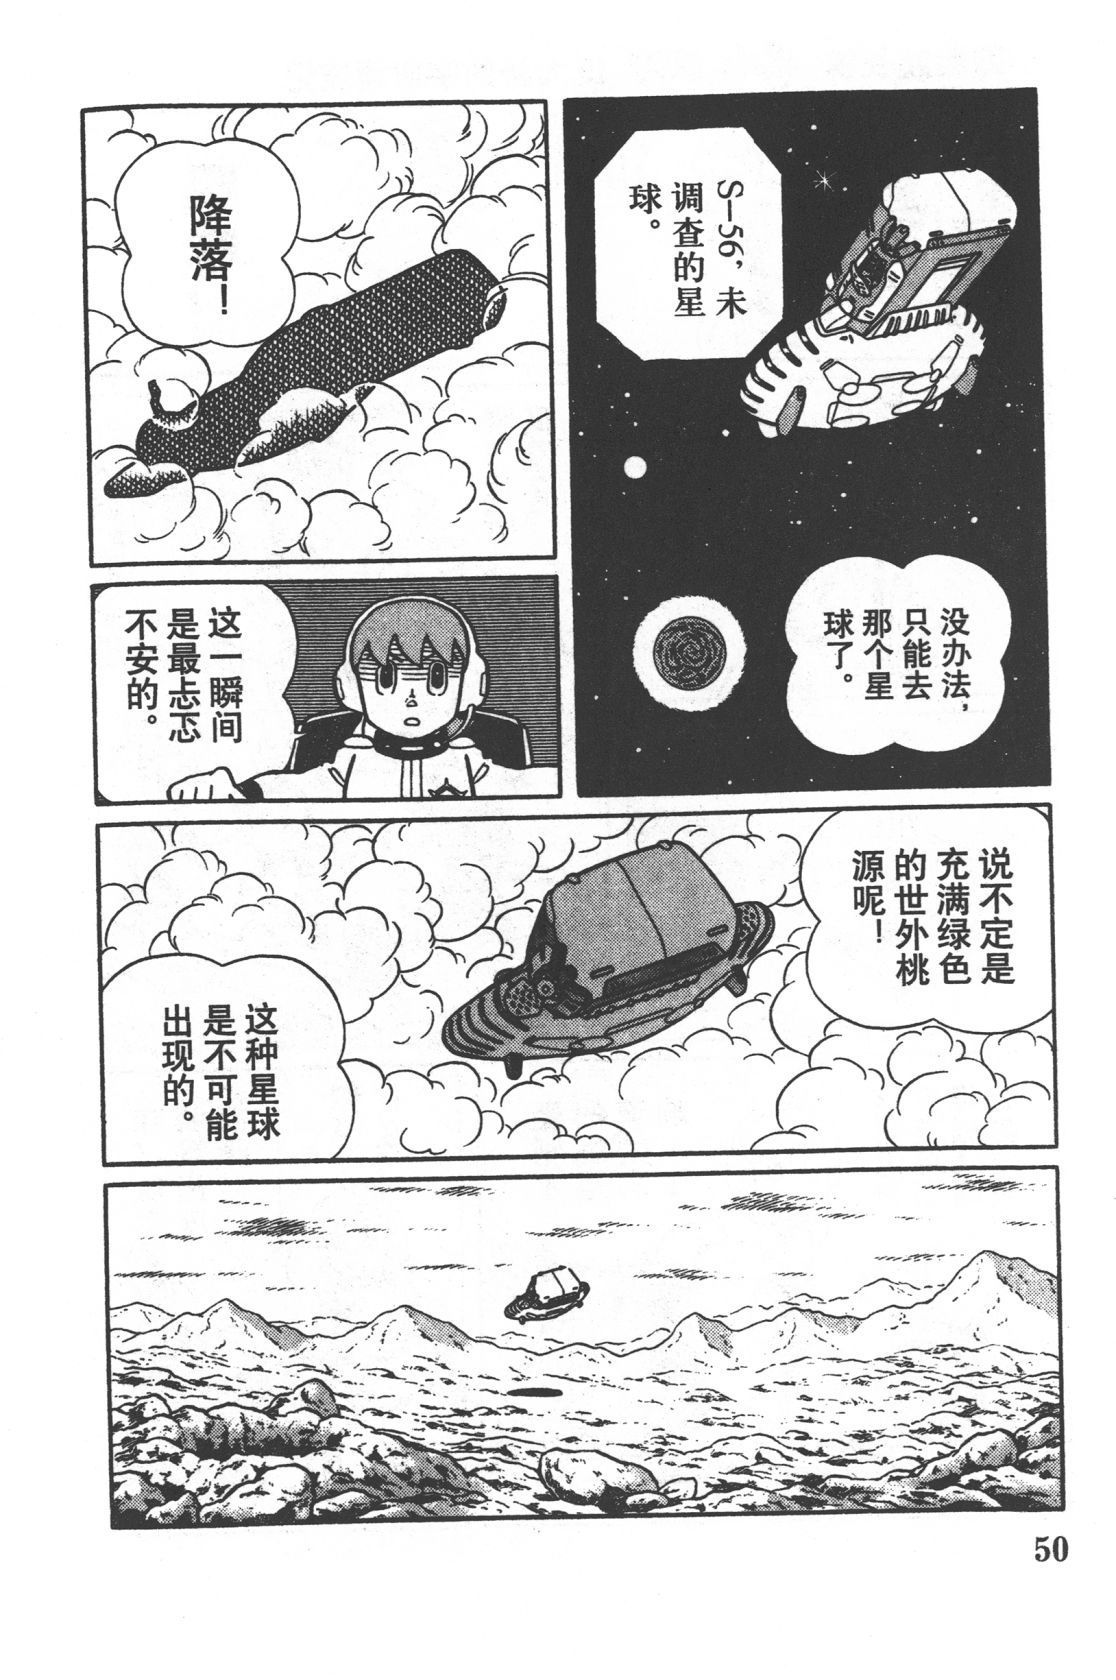 S—56，未
调查的星
球。
没办法，
只能去
那个星
球了。
降落！
这一瞬间
是最忐忑
不安的。
说不定是
充满绿色
的世外桃
源呢！
这种星球
是不可能
出现的。
50